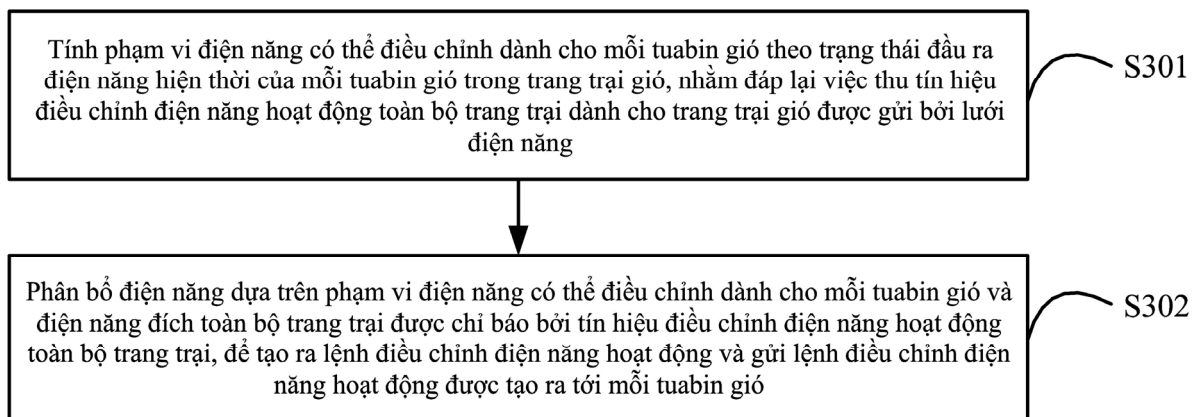 Tính phạm vi điện năng có thể điều chỉnh dành cho mỗi tuabin gió theo trạng thái đầu ra
điện năng hiện thời của mỗi tuabin gió trong trang trại gió, nhằm đáp lại việc thu tín hiệu
điều chỉnh điện năng hoạt động toàn bộ trang trại dành cho trang trại gió được gửi bởi lưới
điện năng
S301
Phân bổ điện năng dựa trên phạm vi điện năng có thể điều chỉnh dành cho mỗi tuabin gió và
điện năng đích toàn bộ trang trại được chỉ báo bởi tín hiệu điều chỉnh điện năng hoạt động
toàn bộ trang trại, để tạo ra lệnh điều chỉnh điện năng hoạt động và gửi lệnh điều chỉnh điện
năng hoạt động được tạo ra tới mỗi tuabin gió
S302